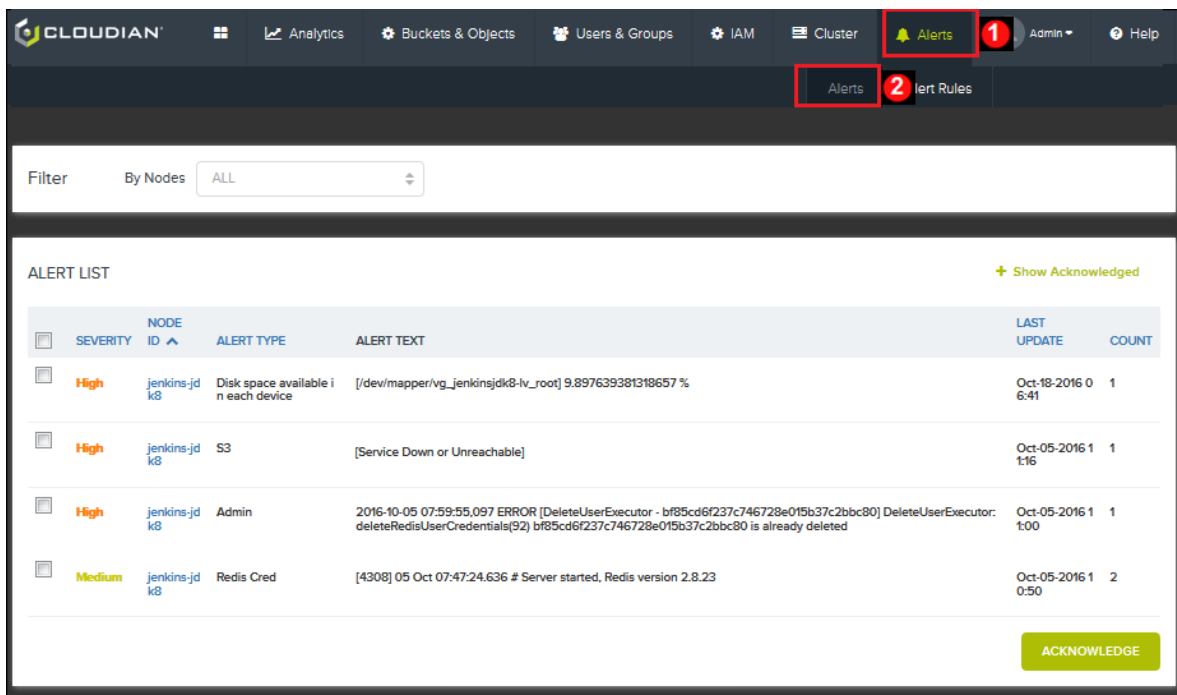 CLOUDIAN
Analytics
Buckets & Objects
Users & Groups
IAM
Cluster
Alerts
1
Admin
Help
Alerts
2
lert Rules
Filter
By Nodes
ALL
ALERT LIST
+ Show Acknowledged
SEVERITY
NODE
ID
ALERT TYPE
ALERT TEXT
LAST
UPDATE
COUNT
High
jenkins-jd
k8
Disk space available i
n each device
[/dev/mapper/vg_jenkinsjdk8-lv_root] 9.897639381318657 %
Oct-18-2016 0
6:41
1
High
jenkins-jd
k8
S3
[Service Down or Unreachable]
Oct-05-2016 1
1:16
1
High
jenkins-jd
k8
Admin
2016-10-05 07:59:55,097 ERROR [DeleteUserExecutor - bf85cd6f237c746728e015b37c2bbc80] DeleteUserExecutor:
deleteRedisUserCredentials(92) bf85cd6f237c746728e015b37c2bbc80 is already deleted
Oct-05-2016 1
1:00
1
Medium
jenkins-jd
k8
Redis Cred
[4308] 05 Oct 07:47:24.636 # Server started, Redis version 2.8.23
Oct-05-2016 1
0:50
2
ACKNOWLEDGE